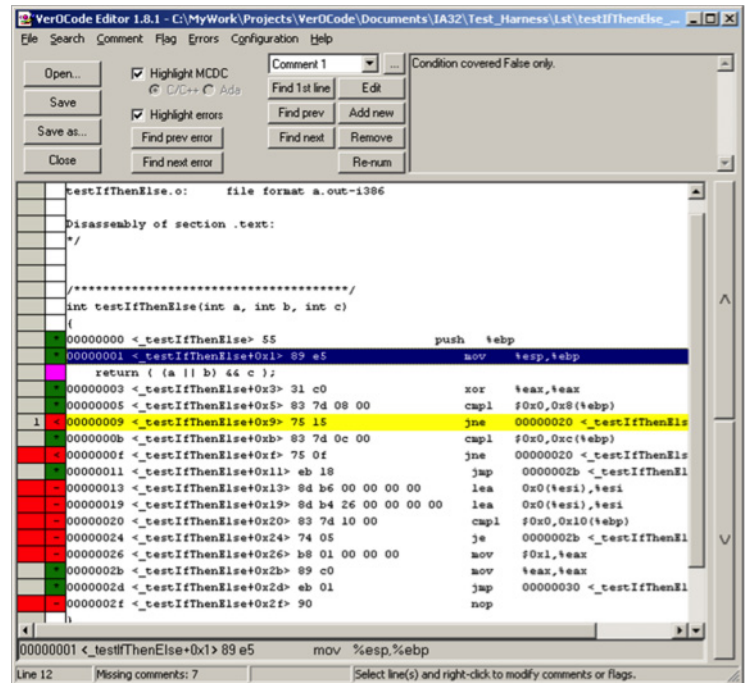 VerOCode Editor 1.8.1 - C:\MyWork\Projects\VerOCode\Documents\IA32\Test_Harness\Lst\testIfThenElse_...
File Search Comment Flag Errors Configuration Help
Open...
Save
Save as...
Close
Highlight MCDC
C/C++ Ada
Highlight errors
Find prev error
Find next error
Comment 1 ...
Find 1st line Edit
Find prev Add new
Find next Remove
Re-num
Condition covered False only.
testIfThenElse.o: file format a.out-i386
Disassembly of section .text:
*/
/**************************************/
int testIfThenElse(int a, int b, int c)
{
* 00000000 <_testIfThenElse> 55 push %ebp
* 00000001 <_testIfThenElse+0x1> 89 e5 mov %esp,%ebp
return ( (a || b) && c );
* 00000003 <_testIfThenElse+0x3> 31 c0 xor %eax,%eax
* 00000005 <_testIfThenElse+0x5> 83 7d 08 00 cmpl $0x0,0x8(%ebp)
1 < 00000009 <_testIfThenElse+0x9> 75 15 jne 00000020 <_testIfThenEls
* 0000000b <_testIfThenElse+0xb> 83 7d 0c 00 cmpl $0x0,0xc(%ebp)
< 0000000f <_testIfThenElse+0xf> 75 0f jne 00000020 <_testIfThenEls
* 00000011 <_testIfThenElse+0x11> eb 18 jmp 0000002b <_testIfThenEl
- 00000013 <_testIfThenElse+0x13> 8d b6 00 00 00 00 lea 0x0(%esi),%esi
- 00000019 <_testIfThenElse+0x19> 8d b4 26 00 00 00 00 lea 0x0(%esi),%esi
- 00000020 <_testIfThenElse+0x20> 83 7d 10 00 cmpl $0x0,0x10(%ebp)
- 00000024 <_testIfThenElse+0x24> 74 05 je 0000002b <_testIfThenEl
- 00000026 <_testIfThenElse+0x26> b8 01 00 00 00 mov $0x1,%eax
* 0000002b <_testIfThenElse+0x2b> 89 c0 mov %eax,%eax
* 0000002d <_testIfThenElse+0x2d> eb 01 jmp 00000030 <_testIfThenEl
- 0000002f <_testIfThenElse+0x2f> 90 nop
00000001 <_testIfThenElse+0x1> 89 e5 mov %esp,%ebp
Line 12 Missing comments: 7 Select line(s) and right-click to modify comments or flags.